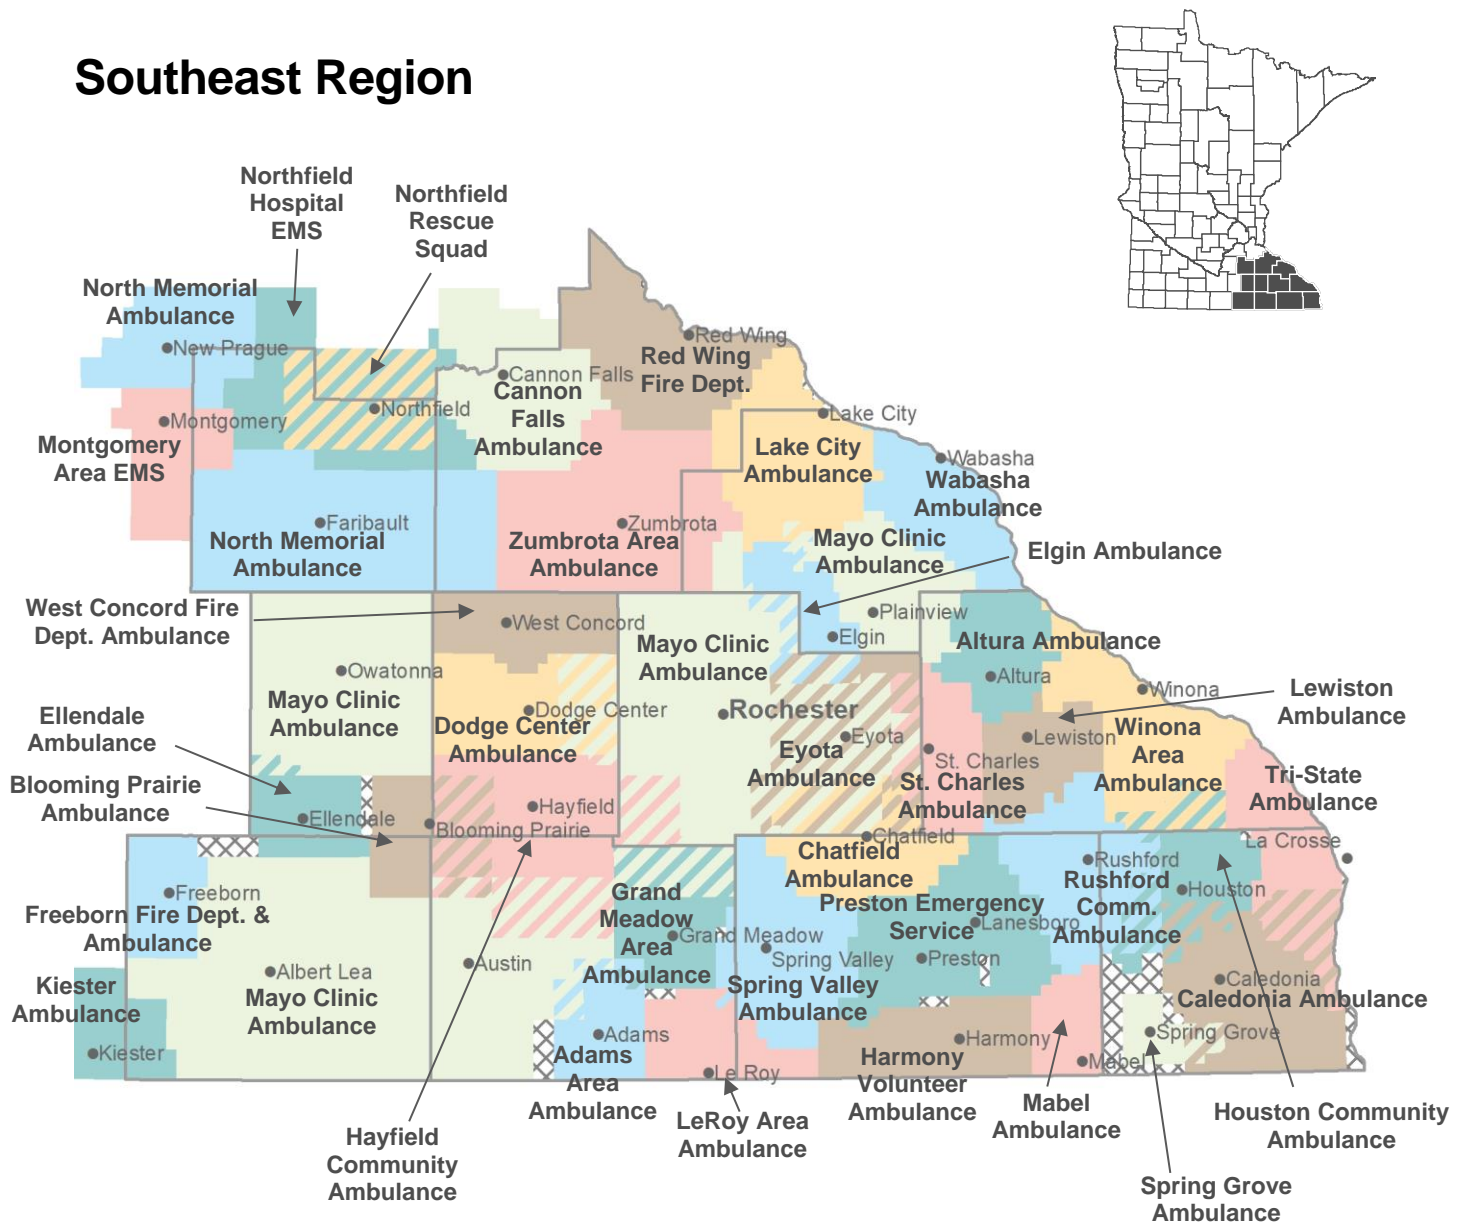 Southeast Region
Northfield
Hospital
EMS
Northfield
Rescue
Squad
North Memorial
Ambulance
New Prague
Red Wing
Red Wing
Fire Dept.
Cannon Falls
Cannon
Falls
Ambulance
Northfield
Montgomery
Montgomery
Area EMS
Lake City
Lake City
Ambulance
Wabasha
Wabasha
Ambulance
Faribault
North Memorial
Ambulance
Zumbrota
Zumbrota Area
Ambulance
Mayo Clinic
Ambulance
Elgin Ambulance
West Concord Fire
Dept. Ambulance
West Concord
Plainview
Elgin
Mayo Clinic
Ambulance
Altura Ambulance
Altura
Owatonna
Mayo Clinic
Ambulance
Winona
Lewiston
Ambulance
Ellendale
Ambulance
Dodge Center
Dodge Center
Ambulance
Rochester
Eyota
Eyota
Ambulance
Lewiston
Winona
Area
Ambulance
St. Charles
St. Charles
Ambulance
Tri-State
Ambulance
Blooming Prairie
Ambulance
Hayfield
Ellendale
Blooming Prairie
Chatfield
Chatfield
Ambulance
La Crosse
Rushford
Rushford
Comm.
Ambulance
Houston
Freeborn
Freeborn Fire Dept. &
Ambulance
Grand
Meadow
Area
Ambulance
Grand Meadow
Preston Emergency
Service
Lanesboro
Spring Valley
Spring Valley
Ambulance
Preston
Albert Lea
Mayo Clinic
Ambulance
Austin
Kiester
Ambulance
Kiester
Caledonia
Caledonia Ambulance
Adams
Adams
Area
Ambulance
Harmony
Harmony
Volunteer
Ambulance
Spring Grove
Mabel
Le Roy
LeRoy Area
Ambulance
Mabel
Ambulance
Houston Community
Ambulance
Hayfield
Community
Ambulance
Spring Grove
Ambulance